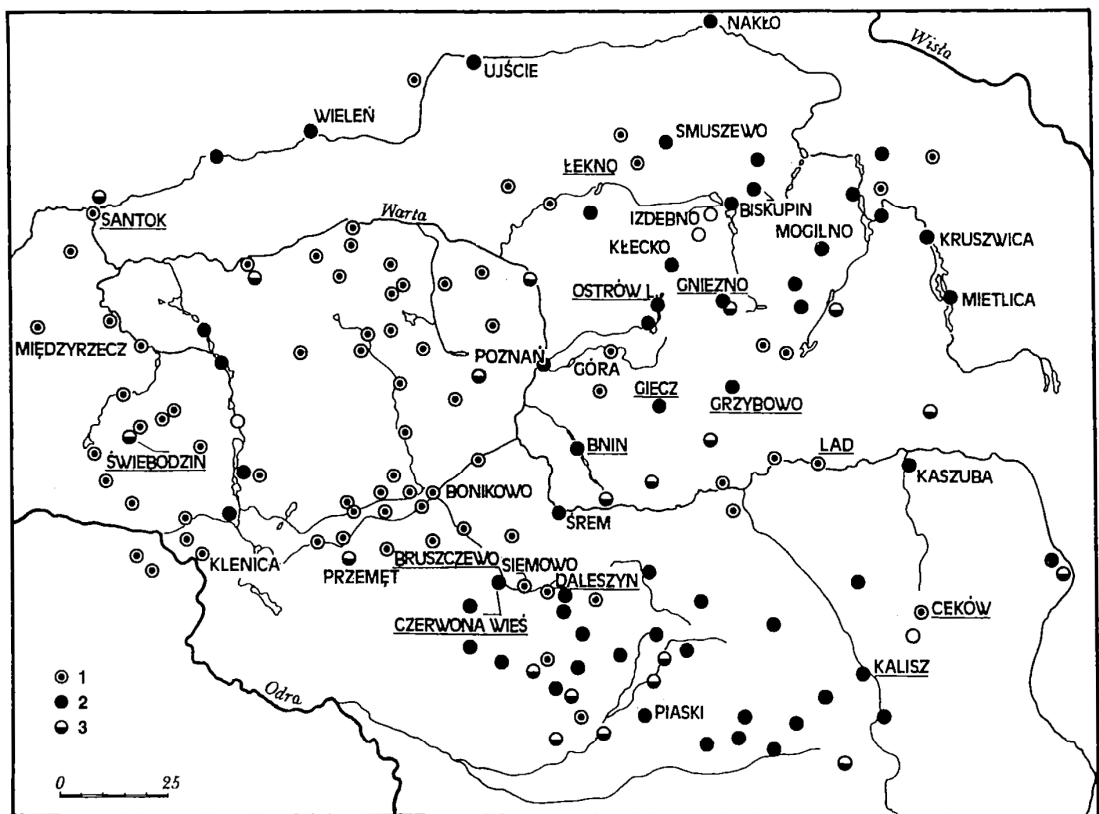 NAKŁO
Wisła
UJŚCIE
WIELEŃ
SMUSZEWO
ŁEKNO
SANTOK
Warta
IZDEBNO
BISKUPIN
MOGILNO
KŁECKO
KRUSZWICA
OSTRÓW L.
GNIEZNO
MIETLICA
MIĘDZYRZECZ
POZNAŃ
GÓRA
GIECZ
GRZYBOWO
BNIN
ŁAD
ŚWIEBODZIN
KASZUBA
BONIKOWO
ŚREM
KLENICA
PRZEMĘT
BRUSZCZEWO
SIEMOWO
DALESZYN
CZERWONA WIEŚ
CEKÓW
KALISZ
1
2
3
Odra
PIASKI
0 25